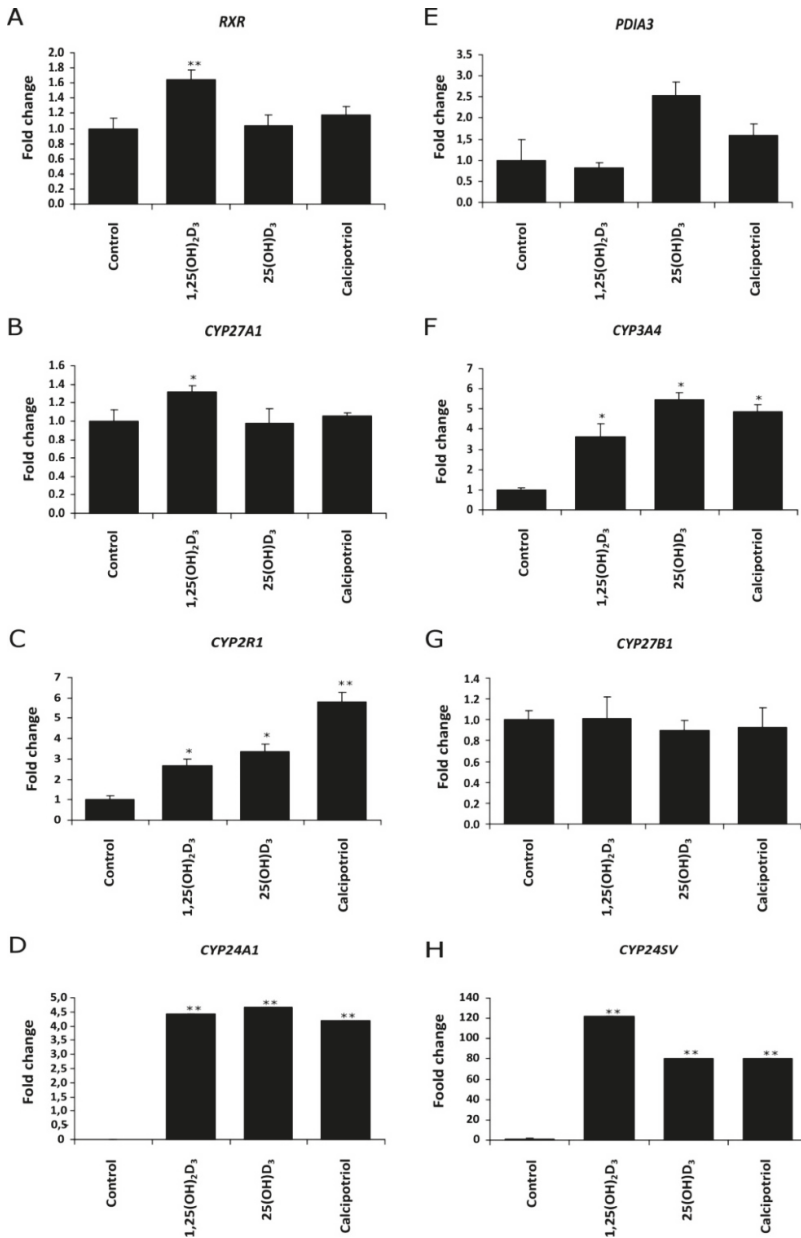 A
RXR
Fold change
2.0
1.8
1.6
1.4
1.2
1.0
0.8
0.6
0.4
0.2
0.0
**
Control
1,25(OH)₂D₃
25(OH)D₃
Calcipotriol
B
CYP27A1
Fold change
1.6
1.4
1.2
1.0
0.8
0.6
0.4
0.2
0.0
*
Control
1,25(OH)₂D₃
25(OH)D₃
Calcipotriol
C
CYP2R1
Fold change
7
6
5
4
3
2
1
0
*
*
**
Control
1,25(OH)₂D₃
25(OH)D₃
Calcipotriol
D
CYP24A1
Fold change
5,0
4,5
4,0
3,5
3,0
2,5
2,0
1,5
1,0
0,5
0
**
**
**
Control
1,25(OH)₂D₃
25(OH)D₃
Calcipotriol
E
PDIA3
Fold change
3.5
3.0
2.5
2.0
1,5
1.0
0.5
0.0
Control
1,25(OH)₂D₃
25(OH)D₃
Calcipotriol
F
CYP3A4
Fold change
7
6
5
4
3
2
1
0
*
*
*
Control
1,25(OH)₂D₃
25(OH)D₃
Calcipotriol
G
CYP27B1
Fold change
1.4
1.2
1.0
0.8
0.6
0.4
0.2
0.0
Control
1,25(OH)₂D₃
25(OH)D₃
Calcipotriol
H
CYP24SV
Foold change
140
120
100
80
60
40
20
0
**
**
**
Control
1,25(OH)₂D₃
25(OH)D₃
Calcipotriol